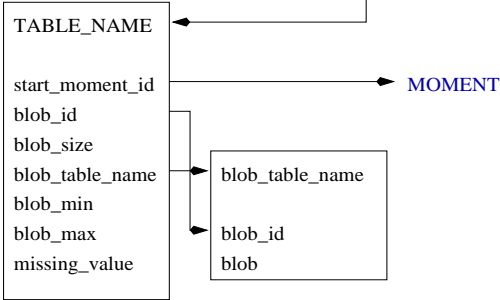 TABLE_NAME
start_moment_id
MOMENT
blob_id
blob_size
blob_table_name
blob_min
blob_max
missing_value
blob_table_name
blob_id
blob